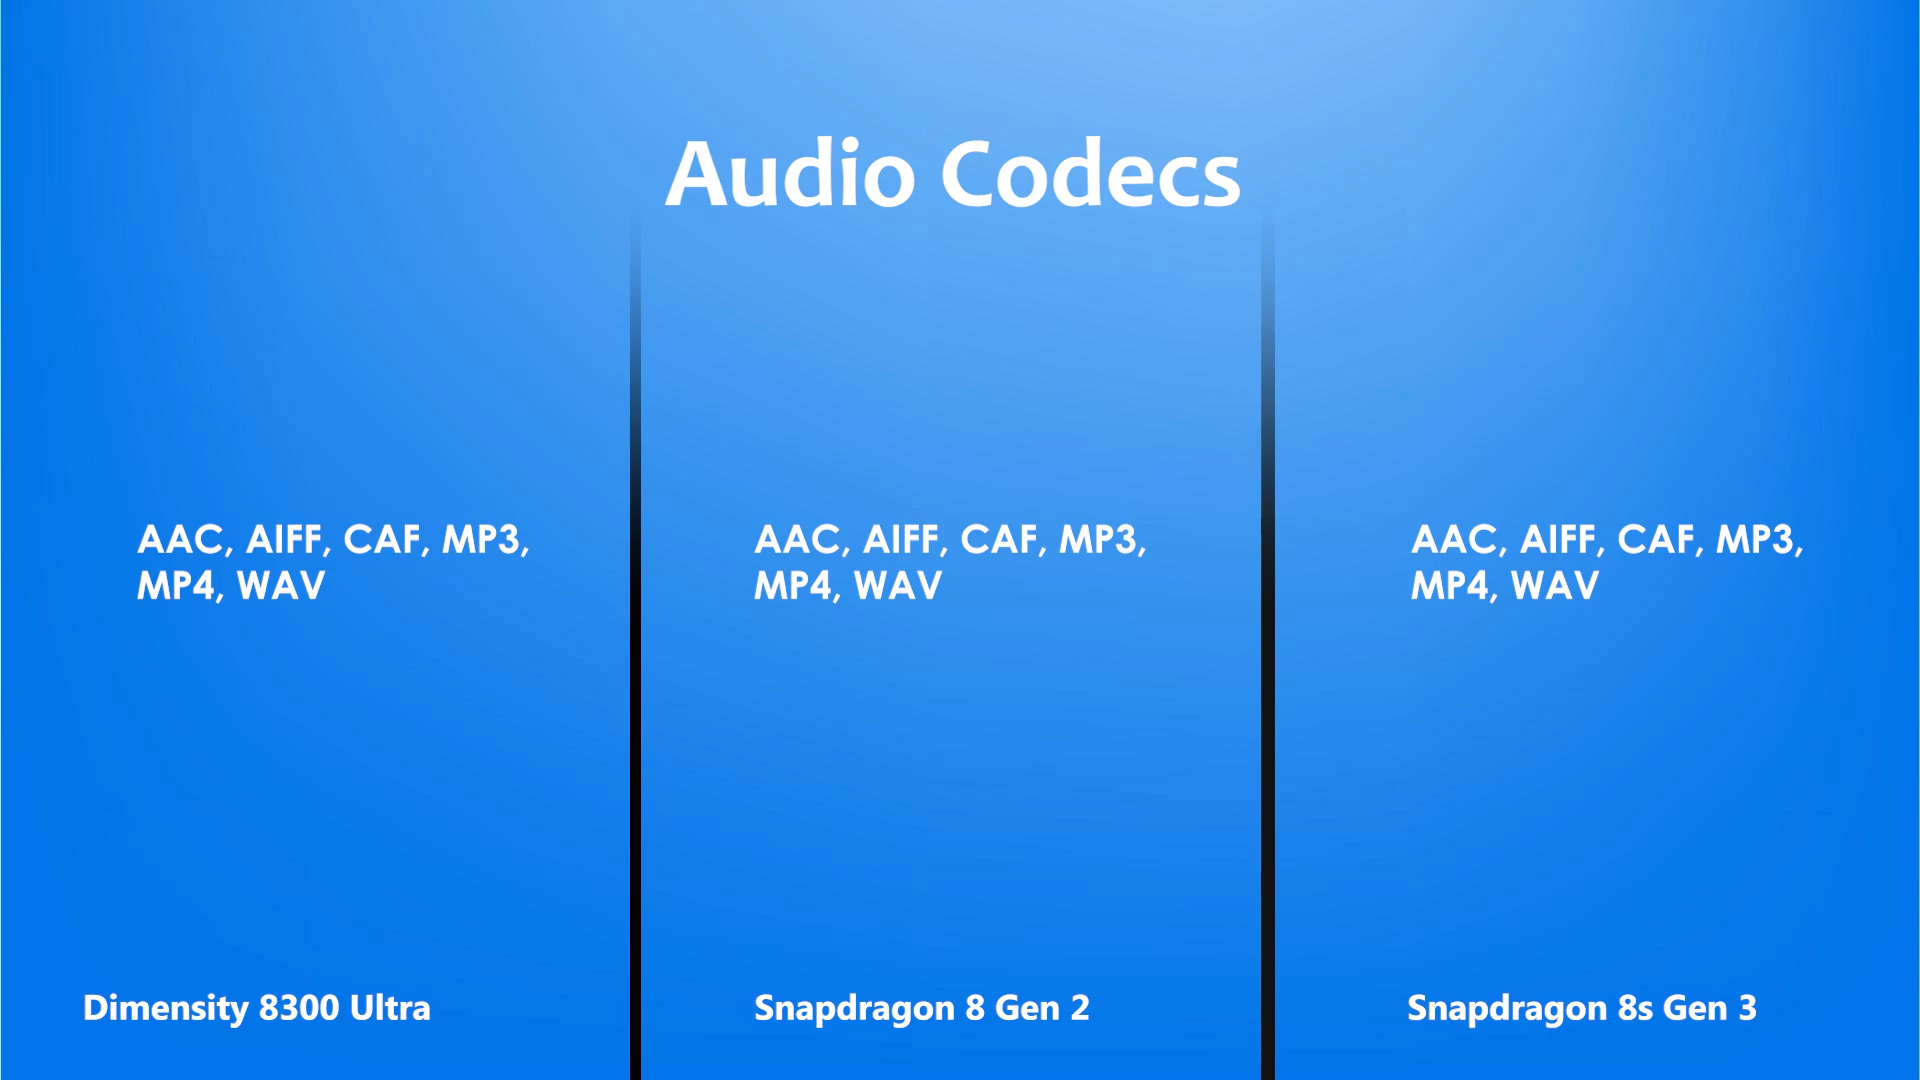 Audio Codecs
AAC, AIFF, CAF, MP3,
MP4, WAV
AAC, AIFF, CAF, MP3,
MP4, WAV
AAC, AIFF, CAF, MP3,
MP4, WAV
Dimensity 8300 Ultra
Snapdragon 8 Gen 2
Snapdragon 8s Gen 3